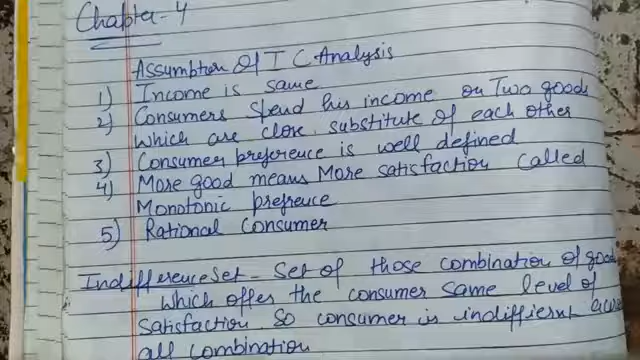 Chapter-4
Assumption Of I C Analysis
1) Income is same
2) Consumers spend his income on Two goods
which are close substitute of each other
3) Consumer preference is well defined
4) More good means More satisfaction called
Monotonic prefreuce
5) Rational Consumer
Indifference Set - Set of those combination of good
which offer the consumer same level of
Satisfaction. So consumer is indiffierent
all combination